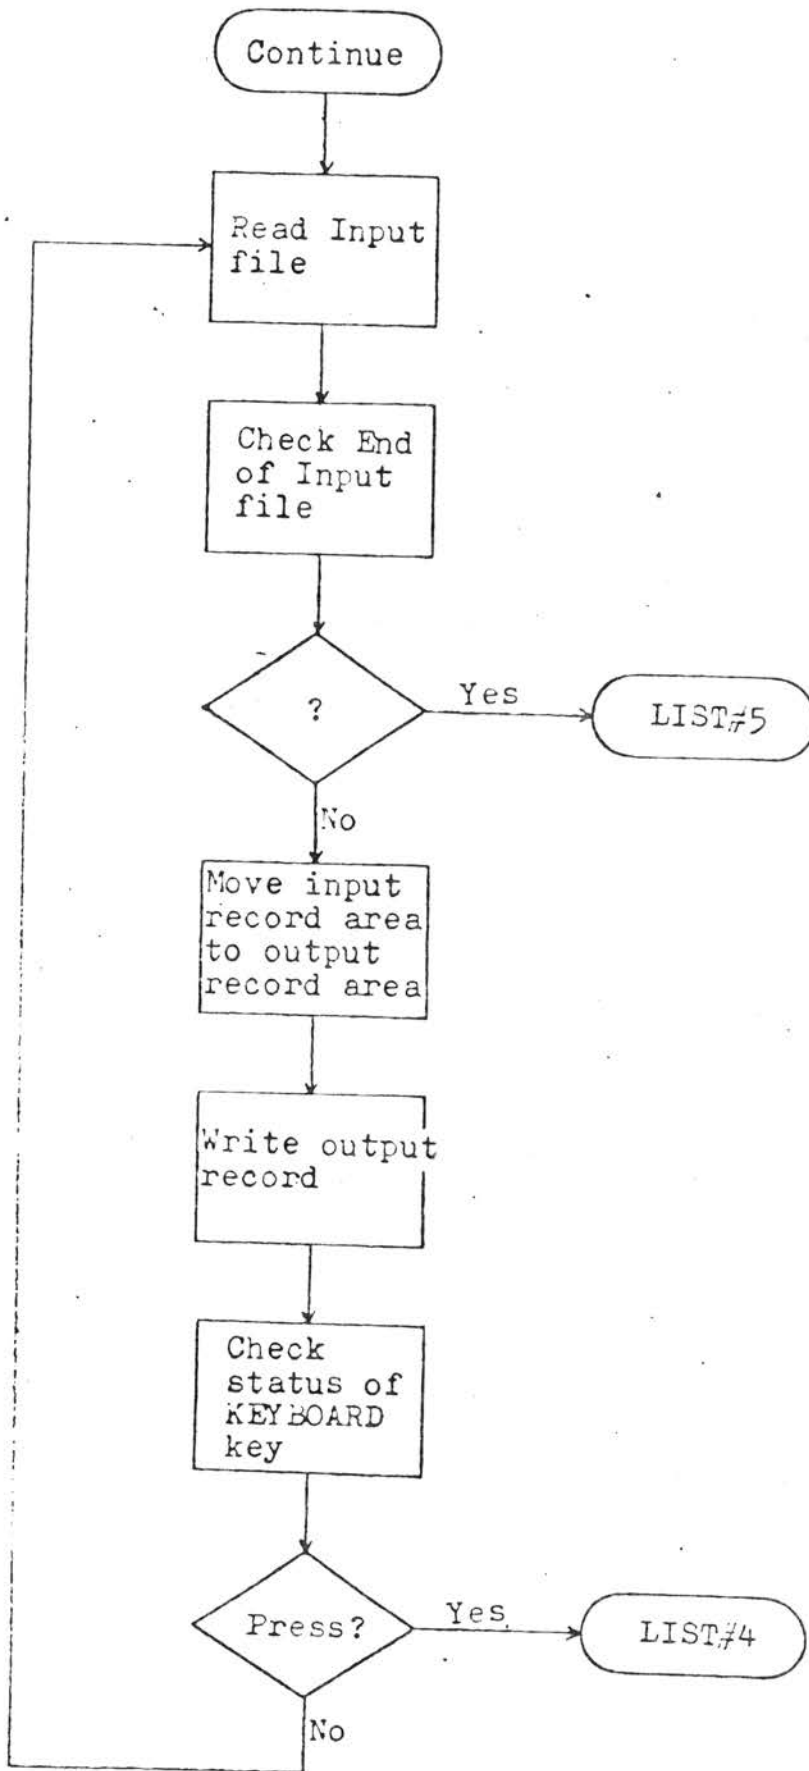 Continue
Read Input
file
Check End
of Input
file
?
Yes
LIST#5
No
Move input
record area
to output
record area
Write output
record
Check
status of
KEYBOARD
key
Press?
Yes
LIST#4
No